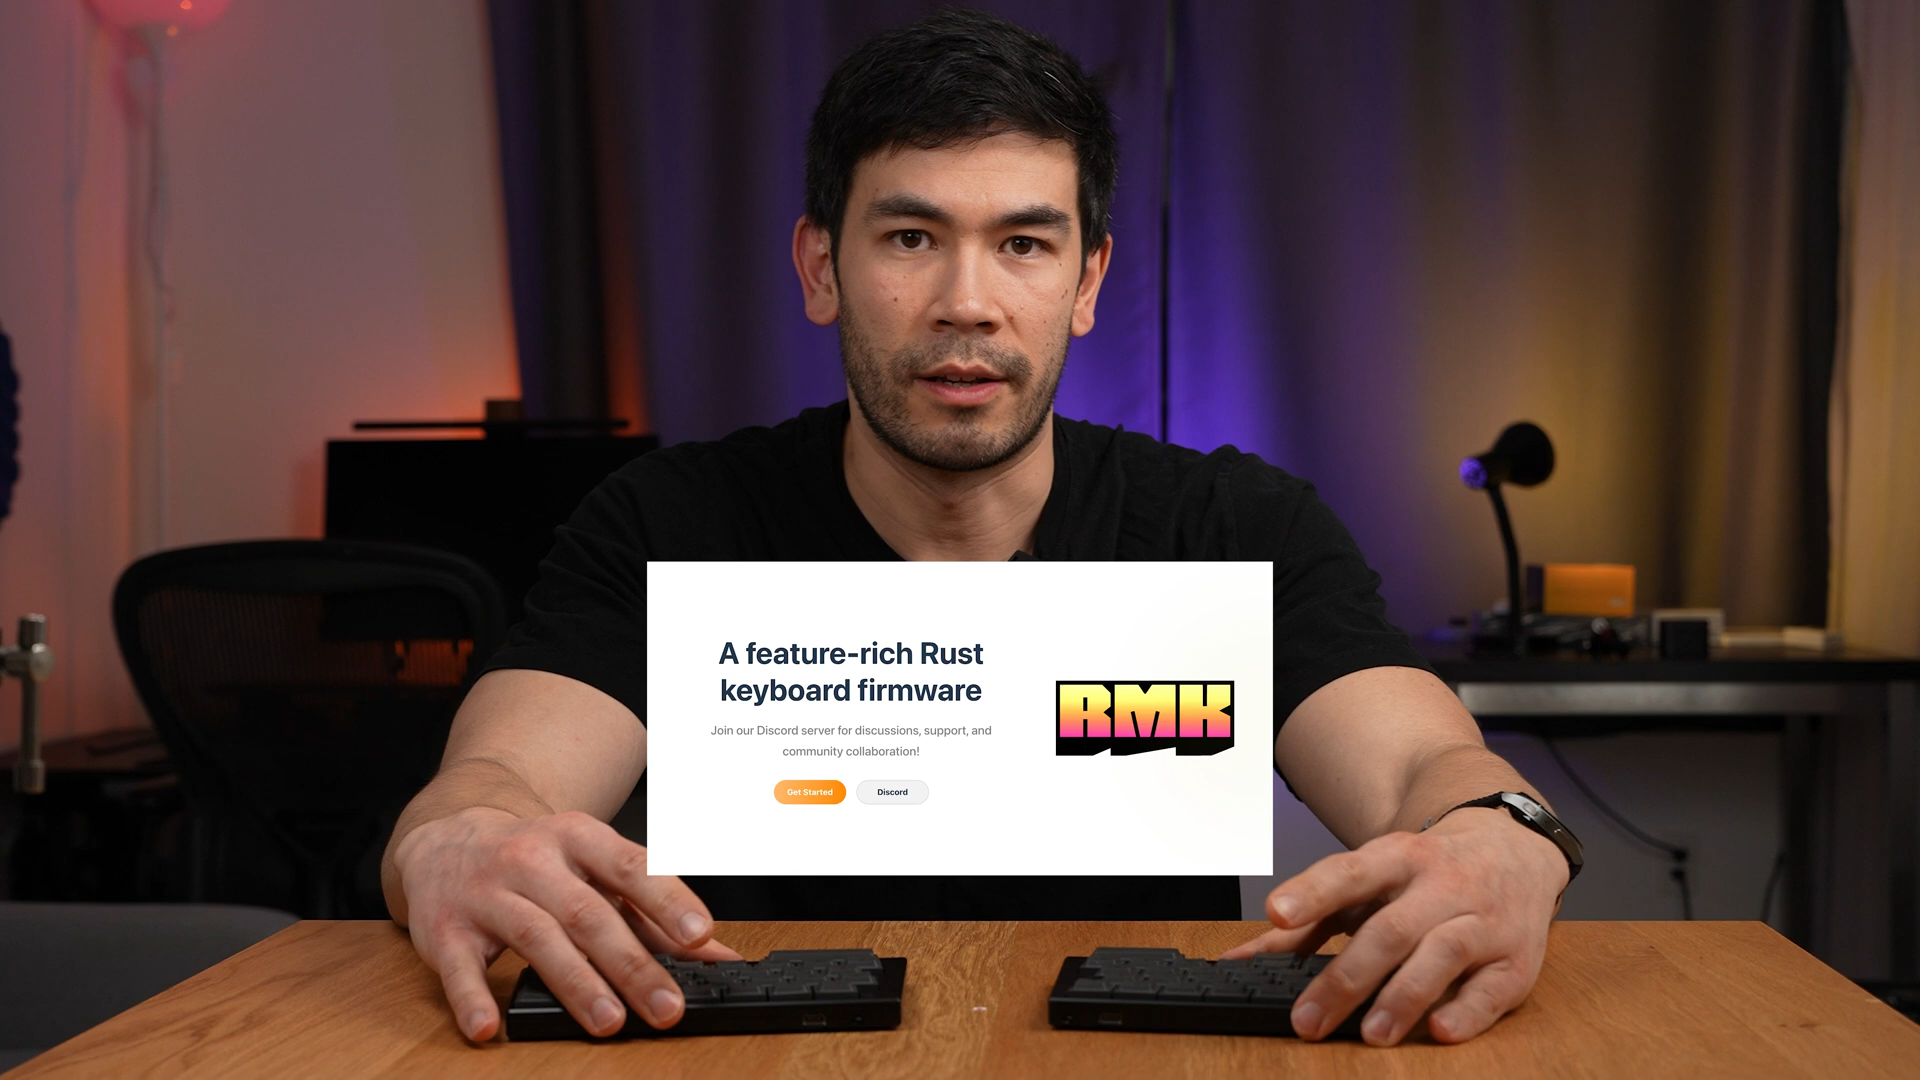 A feature-rich Rust
keyboard firmware
Join our Discord server for discussions, support, and
community collaboration!
Get Started
Discord
RMK